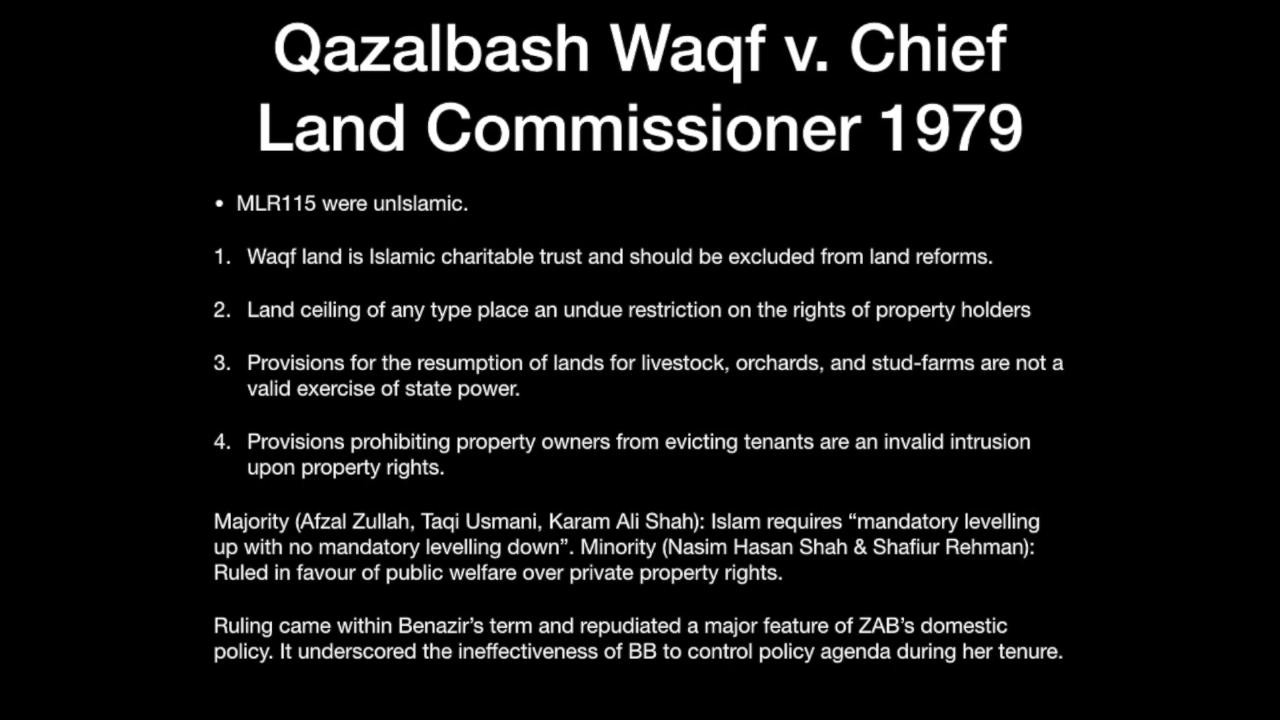 Qazalbash Waqf v. Chief
Land Commissioner 1979
• MLR115 were unIslamic.
1. Waqf land is Islamic charitable trust and should be excluded from land reforms.
2. Land ceiling of any type place an undue restriction on the rights of property holders
3. Provisions for the resumption of lands for livestock, orchards, and stud-farms are not a
valid exercise of state power.
4. Provisions prohibiting property owners from evicting tenants are an invalid intrusion
upon property rights.
Majority (Afzal Zullah, Taqi Usmani, Karam Ali Shah): Islam requires “mandatory levelling
up with no mandatory levelling down”. Minority (Nasim Hasan Shah & Shafiur Rehman):
Ruled in favour of public welfare over private property rights.
Ruling came within Benazir’s term and repudiated a major feature of ZAB’s domestic
policy. It underscored the ineffectiveness of BB to control policy agenda during her tenure.